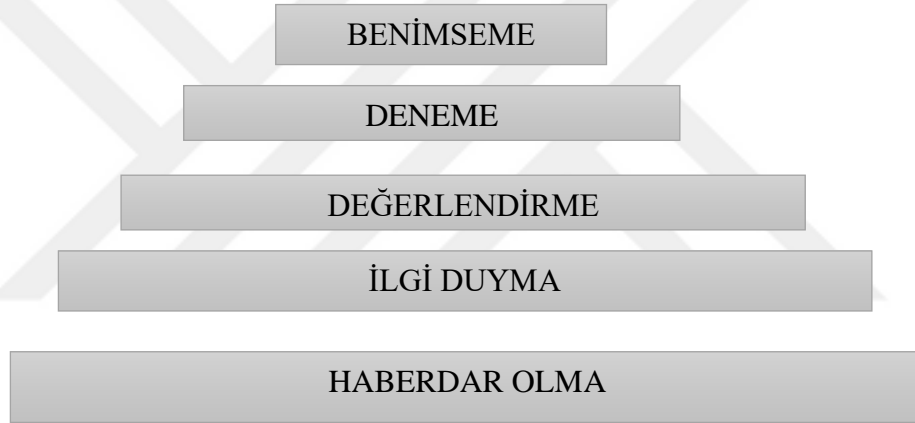 BENİMSEME
DENEME
DEĞERLENDİRME
İLGİ DUYMA
HABERDAR OLMA